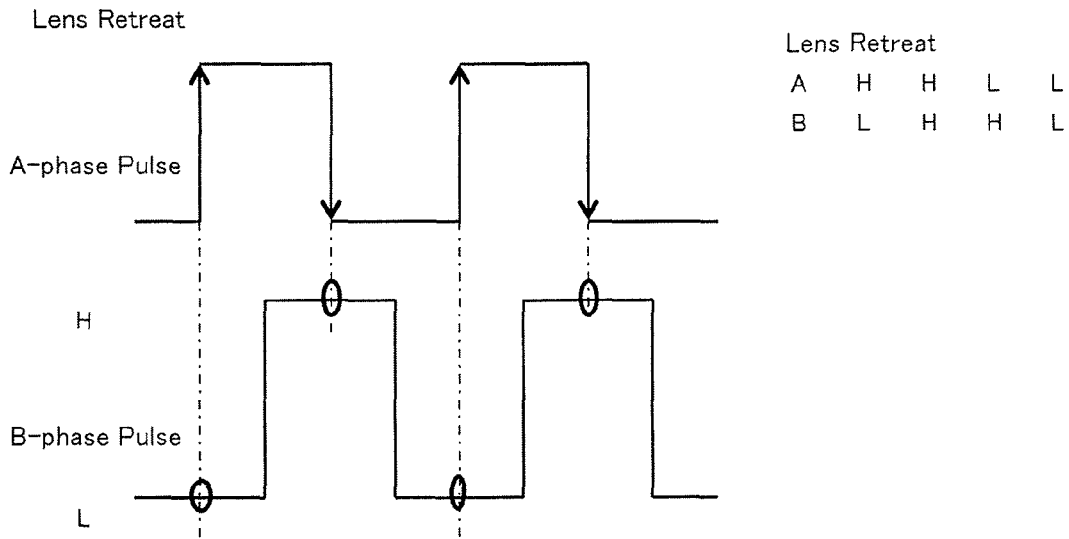 Lens Retreat
A-phase Pulse
H
B-phase Pulse
L
Lens Retreat
A H H L L
B L H H L